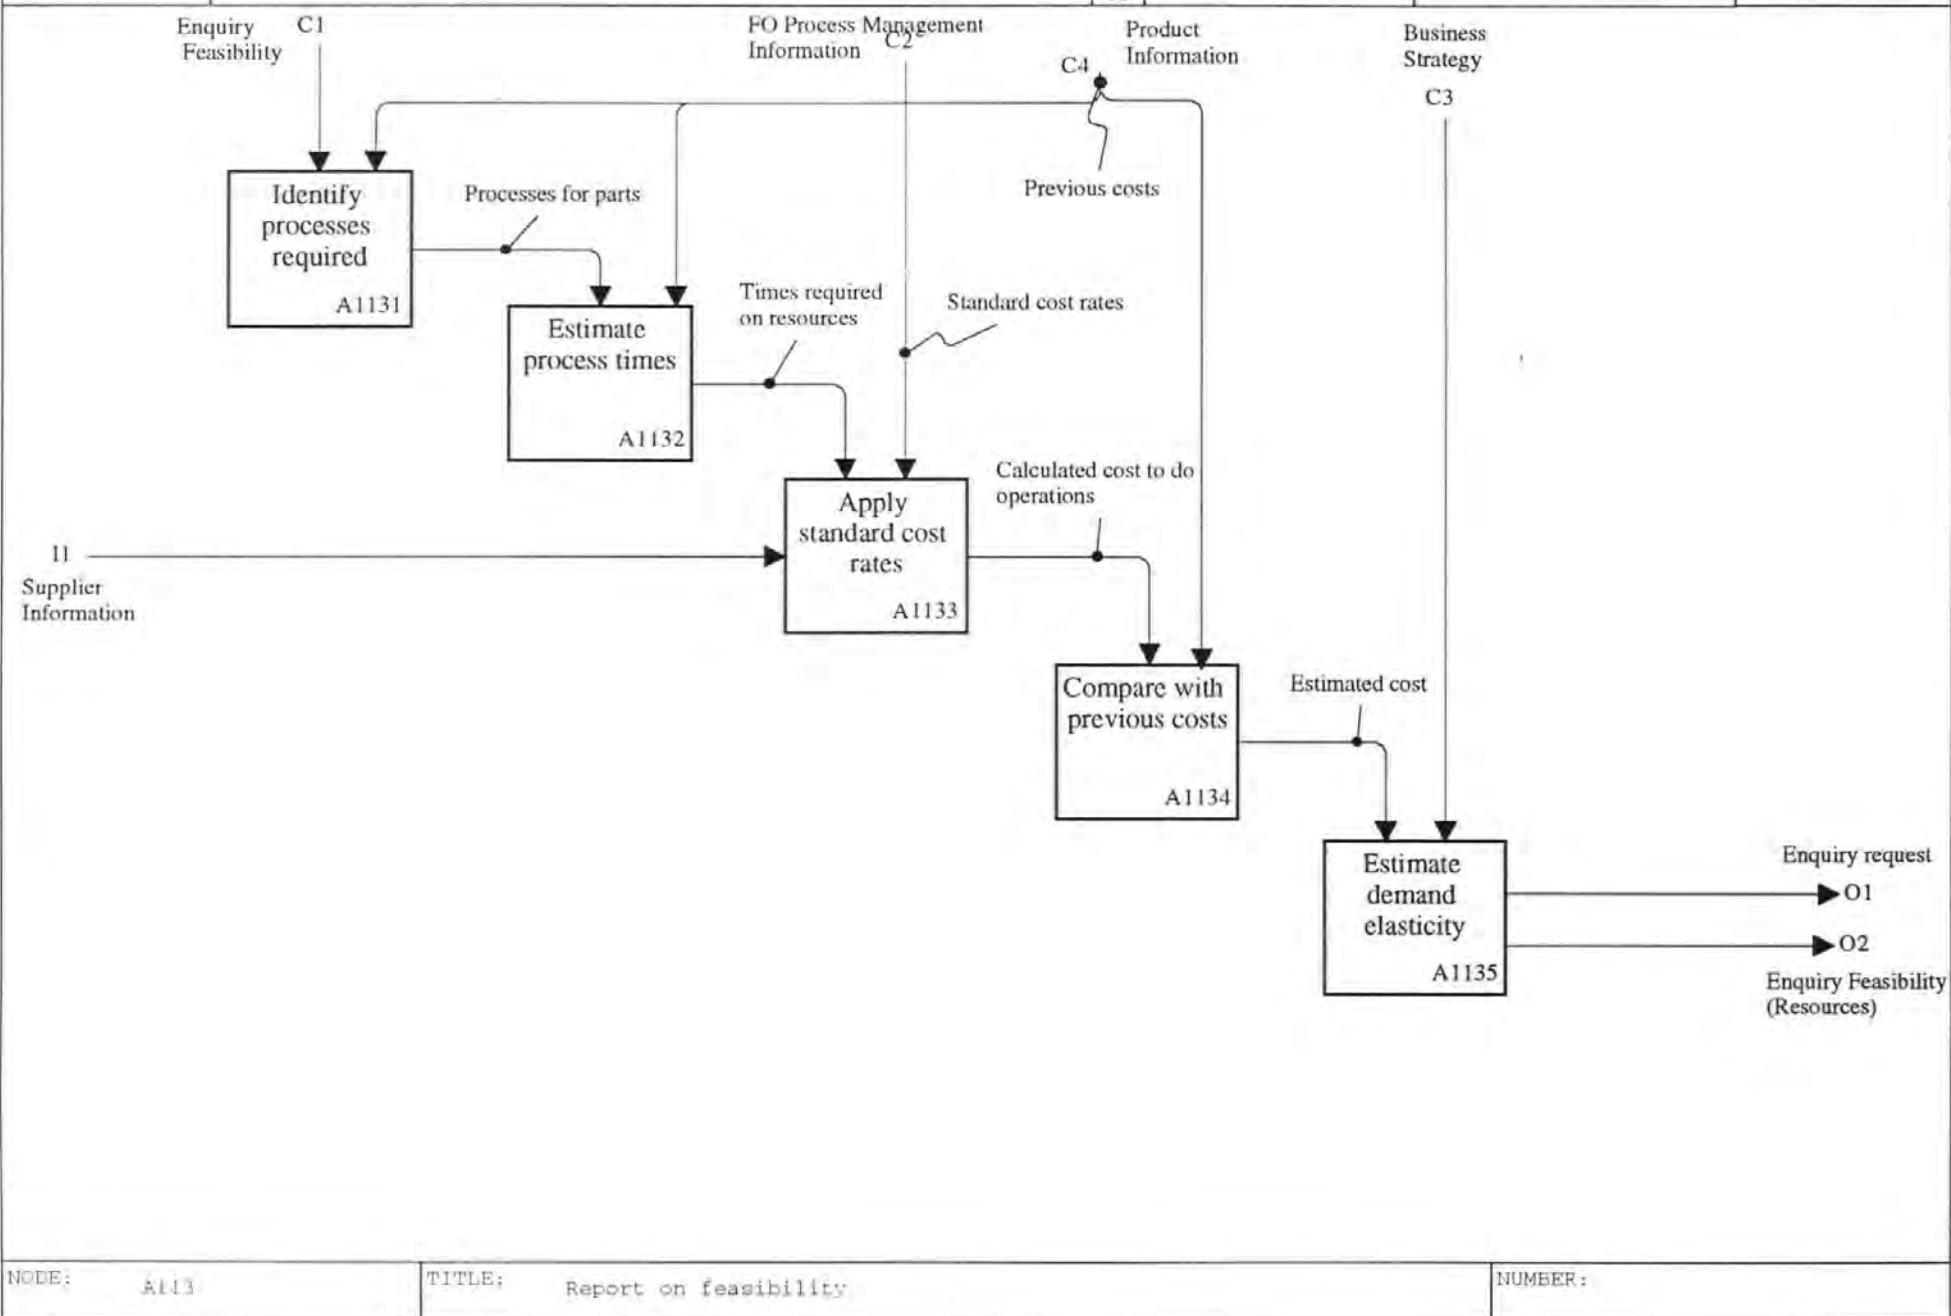 Enquiry
Feasibility
C1
FO Process Management
Information
C2
Product
Information
C4
Business
Strategy
C3
Previous costs
Identify
processes
required
A1131
Processes for parts
Estimate
process times
A1132
Times required
on resources
Standard cost rates
Apply
standard cost
rates
A1133
Calculated cost to do
operations
I1
Supplier
Information
Compare with
previous costs
A1134
Estimated cost
Estimate
demand
elasticity
A1135
Enquiry request
O1
O2
Enquiry Feasibility
(Resources)
NODE:
A113
TITLE:
Report on feasibility
NUMBER: